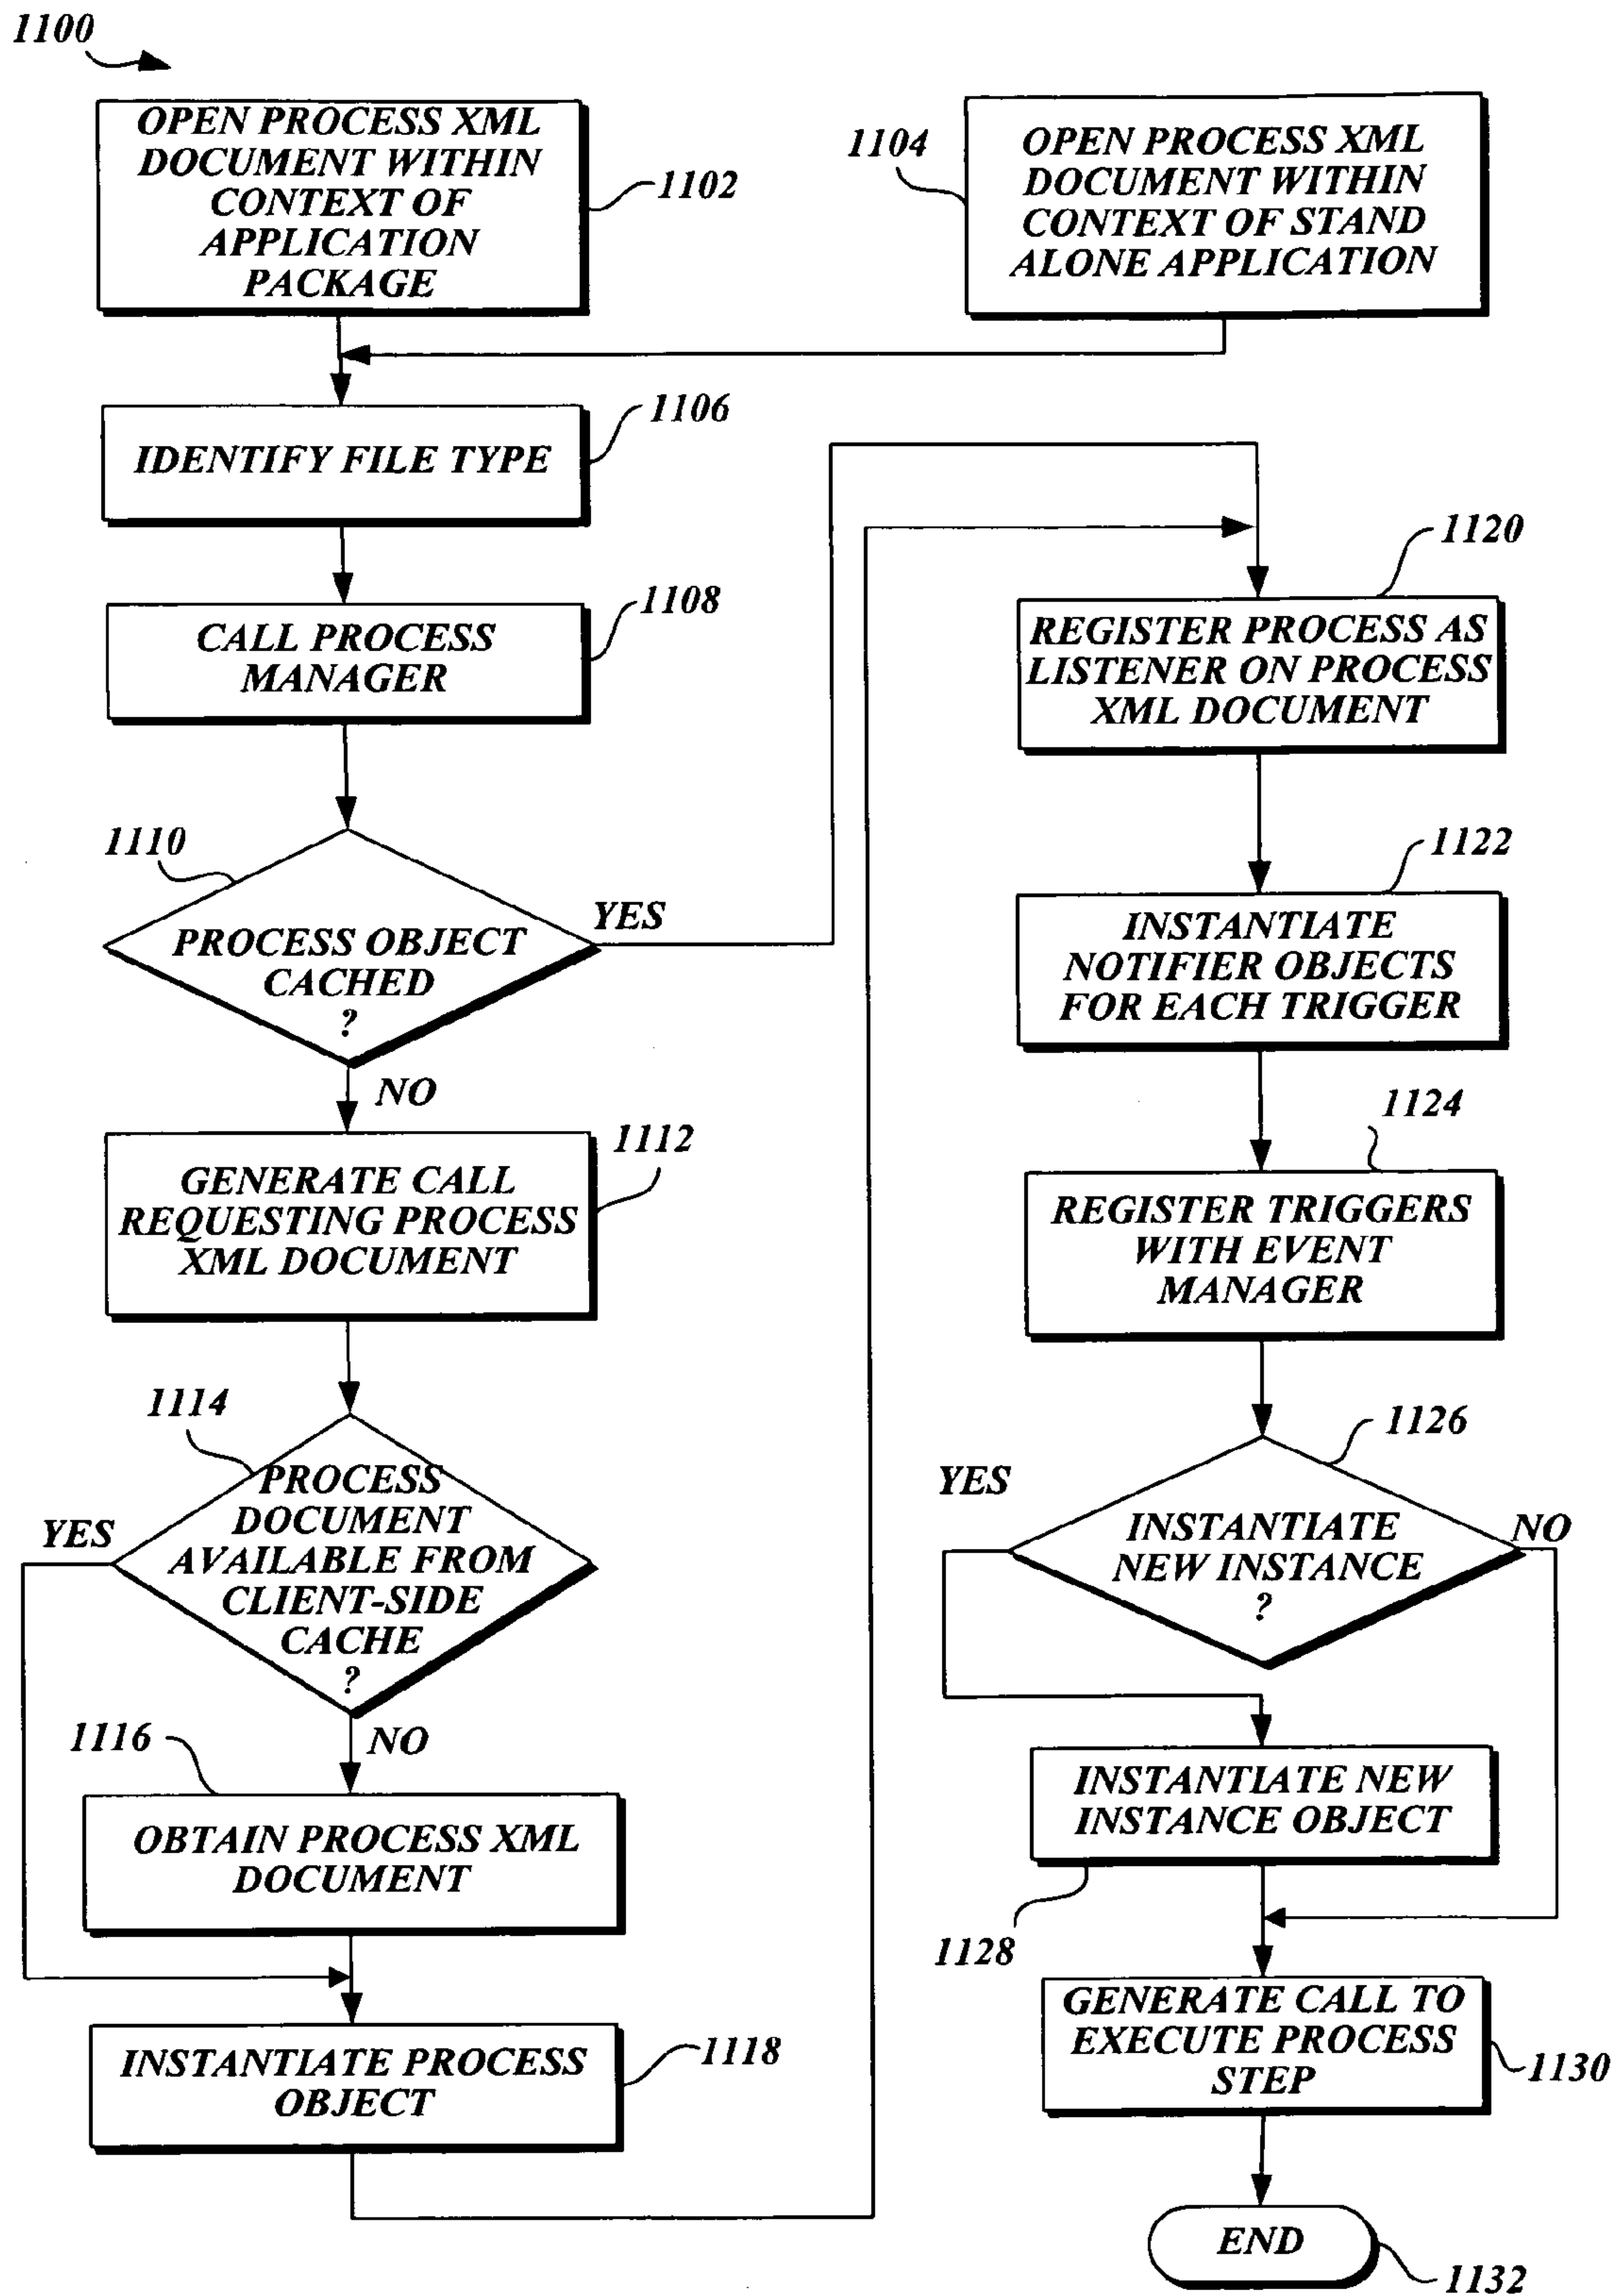 1100
OPEN PROCESS XML
DOCUMENT WITHIN
CONTEXT OF
APPLICATION
PACKAGE
1102
1104
OPEN PROCESS XML
DOCUMENT WITHIN
CONTEXT OF STAND
ALONE APPLICATION
IDENTIFY FILE TYPE
1106
CALL PROCESS
MANAGER
1108
1110
PROCESS OBJECT
CACHED
?
YES
NO
GENERATE CALL
REQUESTING PROCESS
XML DOCUMENT
1112
1114
PROCESS
DOCUMENT
AVAILABLE FROM
CLIENT-SIDE
CACHE
?
YES
NO
1116
OBTAIN PROCESS XML
DOCUMENT
INSTANTIATE PROCESS
OBJECT
1118
1120
REGISTER PROCESS AS
LISTENER ON PROCESS
XML DOCUMENT
1122
INSTANTIATE
NOTIFIER OBJECTS
FOR EACH TRIGGER
1124
REGISTER TRIGGERS
WITH EVENT
MANAGER
1126
YES
INSTANTIATE
NEW INSTANCE
?
NO
INSTANTIATE NEW
INSTANCE OBJECT
1128
GENERATE CALL TO
EXECUTE PROCESS
STEP
1130
END
1132